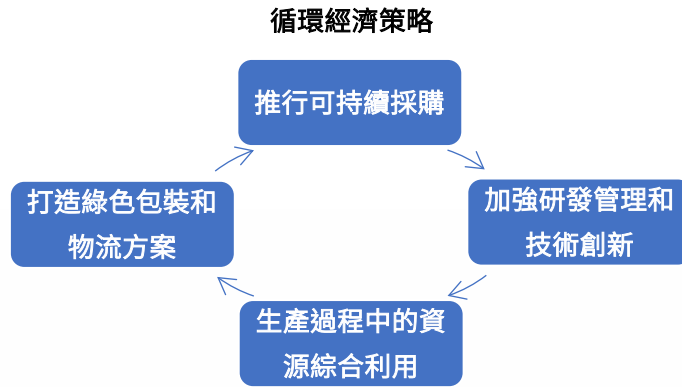 循環經濟策略
推行可持續採購
加強研發管理和
技術創新
生產過程中的資
源綜合利用
打造綠色包裝和
物流方案